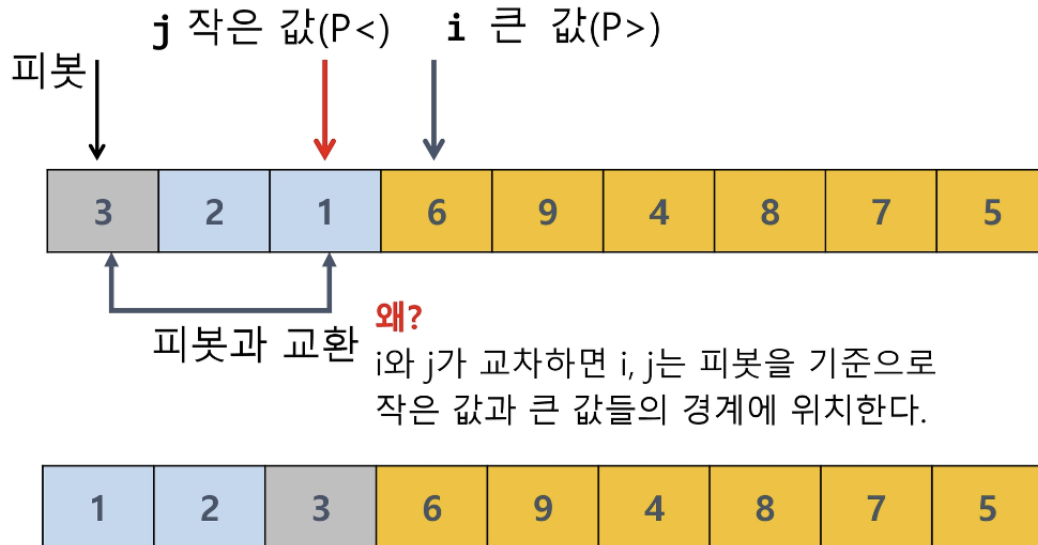 j 작은 값(P<) i 큰 값(P>)
피봇
3 2 1 6 9 4 8 7 5
왜?
피봇과 교환
i와 j가 교차하면 i, j는 피봇을 기준으로
작은 값과 큰 값들의 경계에 위치한다.
1 2 3 6 9 4 8 7 5